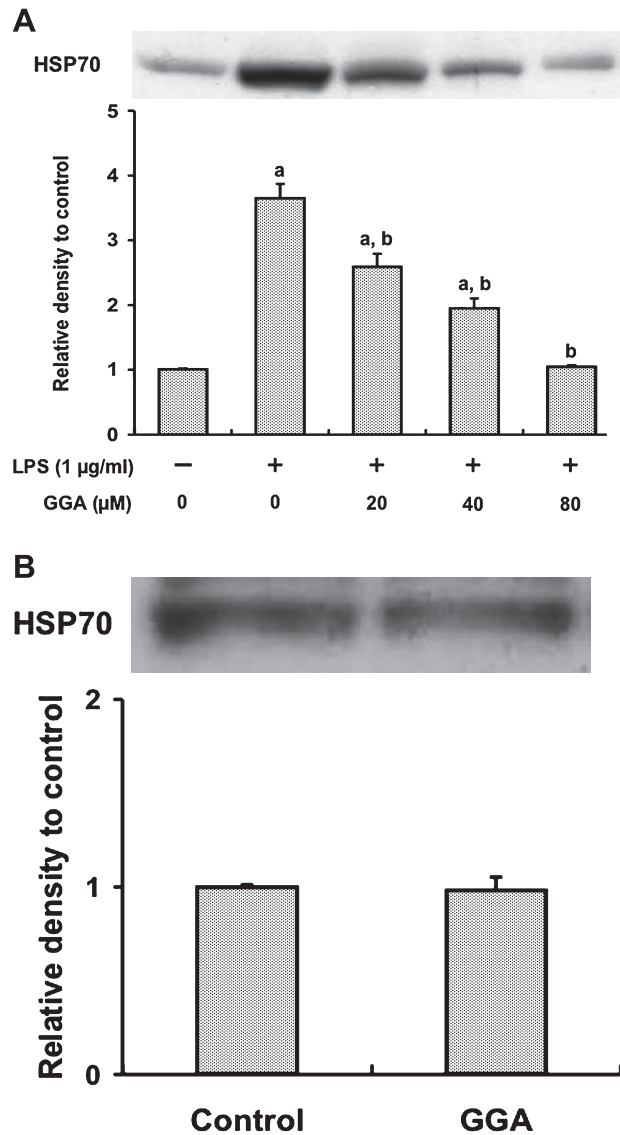 A
HSP70
Relative density to control
5
4
3
2
1
0
a
a, b
a, b
b
LPS (1 µg/ml) − + + + +
GGA (µM) 0 0 20 40 80
B
HSP70
Relative density to control
2
1
0
Control GGA